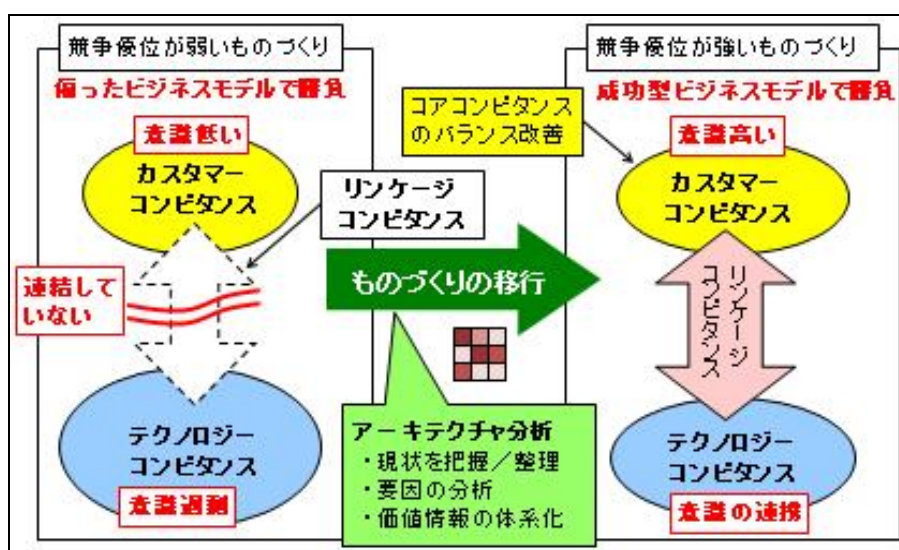 競争優位が弱いものづくり
偏ったビジネスモデルで勝負
意識低い
カスタマー
コンピタンス
リンケージ
コンピタンス
連結して
いない
テクノロジー
コンピタンス
意識過剰
ものづくりの移行
アーキテクチャ分析
・現状を把握／整理
・要因の分析
・価値情報の体系化
競争優位が強いものづくり
成功型ビジネスモデルで勝負
コアコンピタンス
のバランス改善
意識高い
カスタマー
コンピタンス
リンケージ
コンピタンス
テクノロジー
コンピタンス
意識の連携